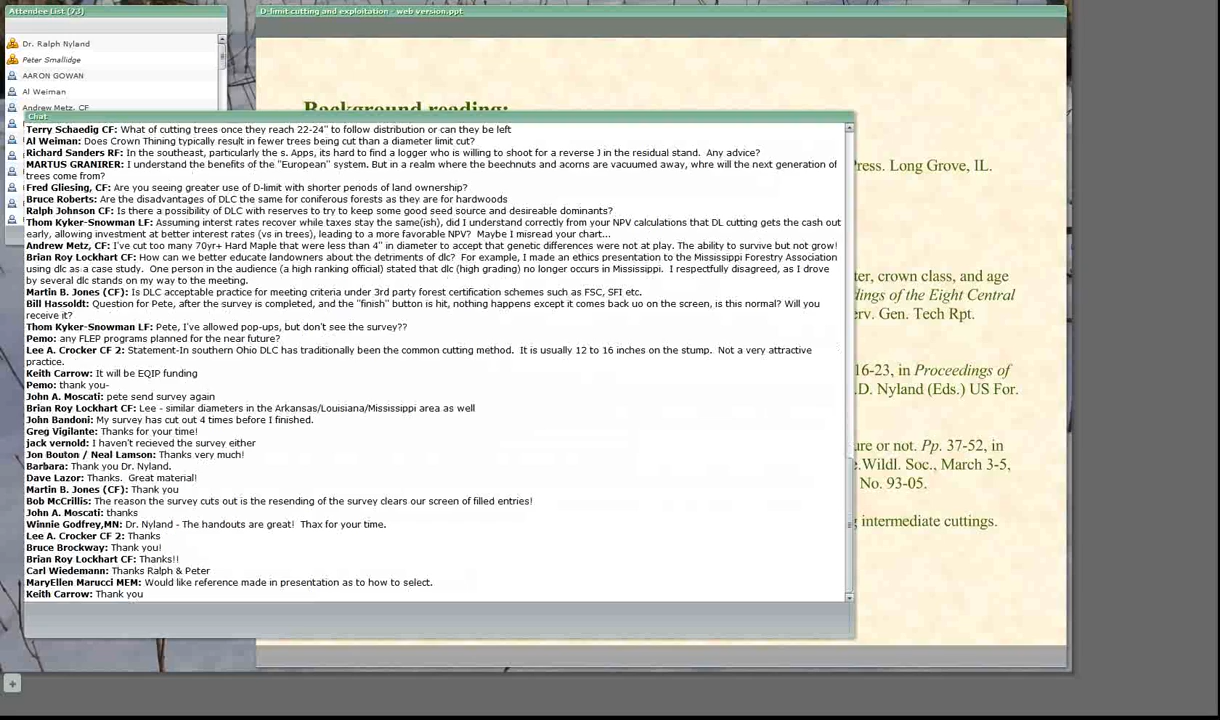 Attendee List (73)
D-limit cutting and exploitation - web version.ppt
Dr. Ralph Nyland
Peter Smallidge
AARON GOWAN
Al Weiman
Andrew Metz, CF
Background reading:
Chat
Terry Schaedig CF: What of cutting trees once they reach 22-24" to follow distribution or can they be left
Al Weiman: Does Crown Thining typically result in fewer trees being cut than a diameter limit cut?
Richard Sanders RF: In the southeast, particularly the s. Apps, its hard to find a logger who is willing to shoot for a reverse J in the residual stand.  Any advice?
MARTUS GRANIRER: I understand the benefits of the "European" system. But in a realm where the beechnuts and acorns are vacuumed away, whre will the next generation of
trees come from?
Fred Gliesing, CF: Are you seeing greater use of D-limit with shorter periods of land ownership?
Bruce Roberts: Are the disadvantages of DLC the same for coniferous forests as they are for hardwoods
Ralph Johnson CF: Is there a possibility of DLC with reserves to try to keep some good seed source and desireable dominants?
Thom Kyker-Snowman LF: Assuming interest rates recover while taxes stay the same(ish), did I understand correctly from your NPV calculations that DL cutting gets the cash out
early, allowing investment at better interest rates (vs in trees), leading to a more favorable NPV?  Maybe I misread your chart...
Andrew Metz, CF: I've cut too many 70yr+ Hard Maple that were less than 4" in diameter to accept that genetic differences were not at play. The ability to survive but not grow!
Brian Roy Lockhart CF: How can we better educate landowners about the detriments of dlc?  For example, I made an ethics presentation to the Mississippi Forestry Association
using dlc as a case study.  One person in the audience (a high ranking official) stated that dlc (high grading) no longer occurs in Mississippi.  I respectfully disagreed, as I drove
by several dlc stands on my way to the meeting.
Martin B. Jones (CF): Is DLC acceptable practice for meeting criteria under 3rd party forest certification schemes such as FSC, SFI etc.
Bill Hassoldt: Question for Pete, after the survey is completed, and the "finish" button is hit, nothing happens except it comes back uo on the screen, is this normal? Will you
receive it?
Thom Kyker-Snowman LF: Pete, I've allowed pop-ups, but don't see the survey??
Pemo: any FLEP programs planned for the near future?
Lee A. Crocker CF 2: Statement-In southern Ohio DLC has traditionally been the common cutting method.  It is usually 12 to 16 inches on the stump.  Not a very attractive
practice.
Keith Carrow: It will be EQIP funding
Pemo: thank you-
John A. Moscati: pete send survey again
Brian Roy Lockhart CF: Lee - similar diameters in the Arkansas/Louisiana/Mississippi area as well
John Bandoni: My survey has cut out 4 times before I finished.
Greg Vigilante: Thanks for your time!
jack vernold: I haven't recieved the survey either
Jon Bouton / Neal Lamson: Thanks very much!
Barbara: Thank you Dr. Nyland.
Dave Lazor: Thanks.  Great material!
Martin B. Jones (CF): Thank you
Bob McCrillis: The reason the survey cuts out is the resending of the survey clears our screen of filled entries!
John A. Moscati: thanks
Winnie Godfrey,MN: Dr. Nyland - The handouts are great!  Thax for your time.
Lee A. Crocker CF 2: Thanks
Bruce Brockway: Thank you!
Brian Roy Lockhart CF: Thanks!!
Carl Wiedemann: Thanks Ralph & Peter
MaryEllen Marucci MEM: Would like reference made in presentation as to how to select.
Keith Carrow: Thank you
ress. Long Grove, IL.
ter, crown class, and age
dings of the Eight Central
erv. Gen. Tech Rpt.
16-23, in Proceedings of
.D. Nyland (Eds.) US For.
ure or not. Pp. 37-52, in
e.Wildl. Soc., March 3-5,
No. 93-05.
g intermediate cuttings.